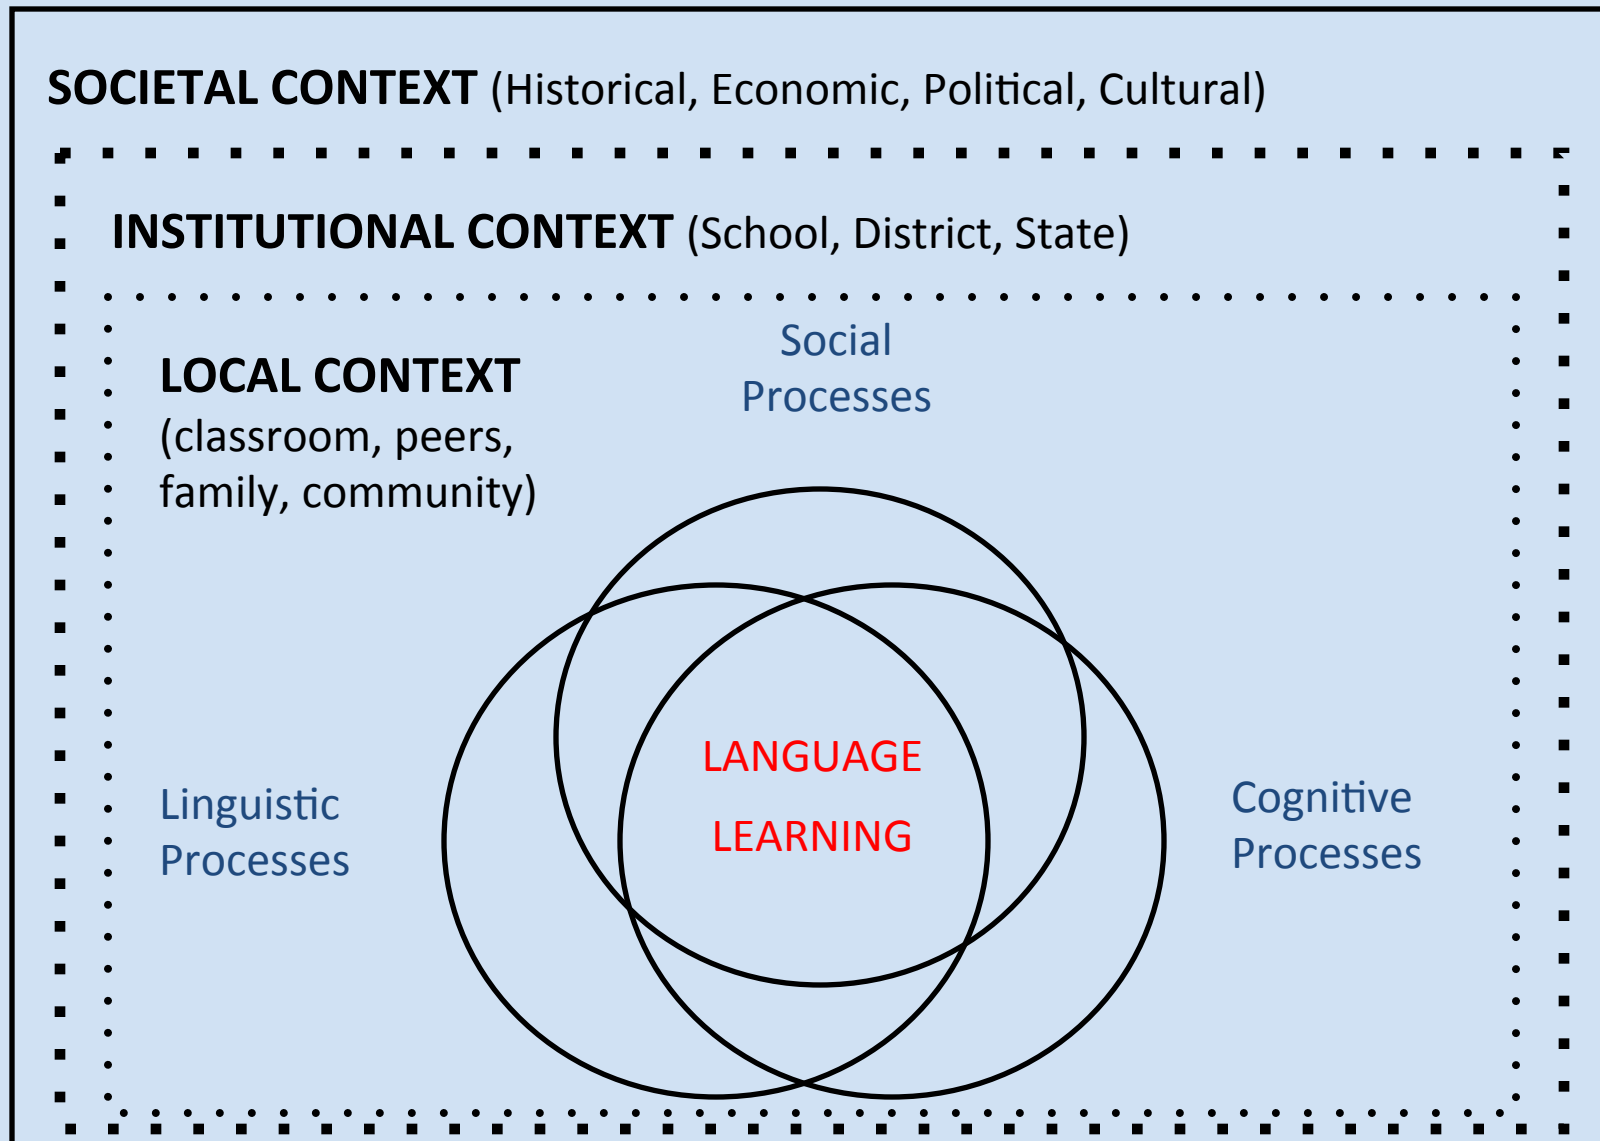 SOCIETAL CONTEXT (Historical, Economic, Political, Cultural)
INSTITUTIONAL CONTEXT (School, District, State)
Social
Processes
LOCAL CONTEXT
(classroom, peers,
family, community)
LANGUAGE
LEARNING
Linguistic
Processes
Cognitive
Processes